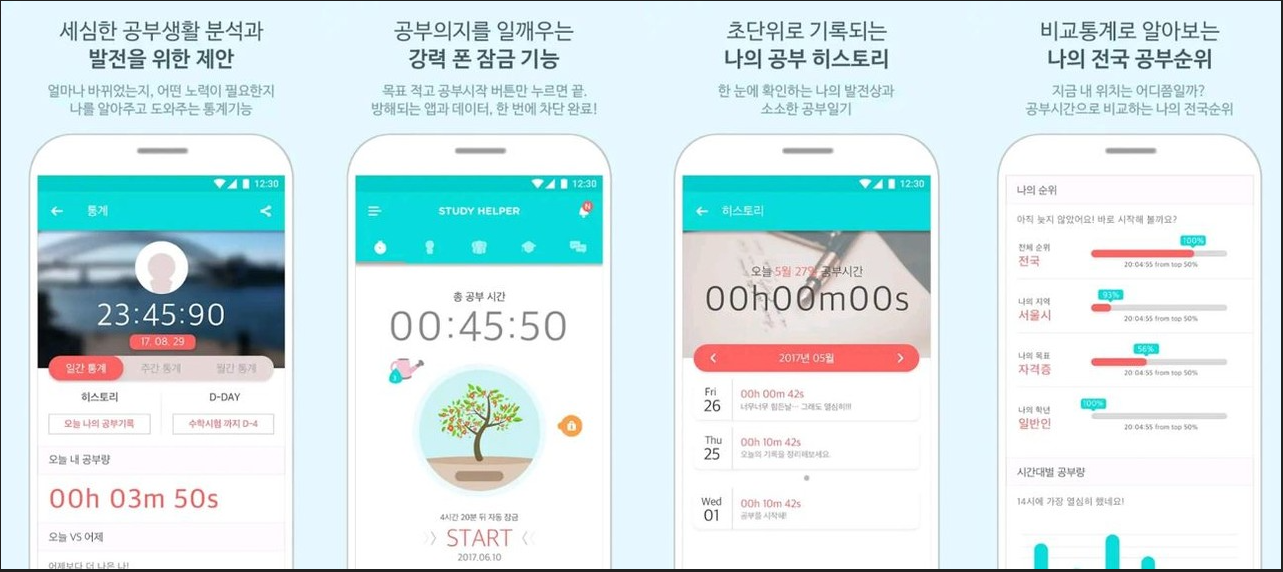 세심한 공부생활 분석과
발전을 위한 제안
얼마나 바뀌었는지, 어떤 노력이 필요한지
나를 알아주고 도와주는 통계기능
12:30
통계
23:45:90
17. 08. 29
일간 통계 주간 통계 월간 통계
히스토리 D-DAY
오늘 나의 공부기록 수학시험 까지 D-4
오늘 내 공부량
00h 03m 50s
오늘 VS 어제
어제보다 더 나은 나!
공부의지를 일깨우는
강력 폰 잠금 기능
목표 적고 공부시작 버튼만 누르면 끝.
방해되는 앱과 데이터, 한 번에 차단 완료!
12:30
STUDY HELPER
N
총 공부 시간
00:45:50
4시간 20분 뒤 자동 잠금
START
2017.06.10
초단위로 기록되는
나의 공부 히스토리
한 눈에 확인하는 나의 발전상과
소소한 공부일기
12:30
히스토리
오늘 5월 27일 공부시간
00h00m00s
2017년 05월
Fri
26
00h 00m 42s
너무너무 힘든날… 그래도 열심히!!!
Thu
25
00h 10m 42s
오늘의 기록을 정리해보세요
Wed
01
00h 10m 42s
공부를 시작해!
비교통계로 알아보는
나의 전국 공부순위
지금 내 위치는 어디쯤일까?
공부시간으로 비교하는 나의 전국순위
나의 순위
아직 늦지 않았어요! 바로 시작해 볼까요?
100%
전체 순위
전국
20:04:55 from top 50%
93%
나의 지역
서울시
20:04:55 from top 50%
56%
나의 목표
자격증
20:04:55 from top 50%
100%
나의 학년
일반인
20:04:55 from top 50%
시간대별 공부량
14시에 가장 열심히 했네요!